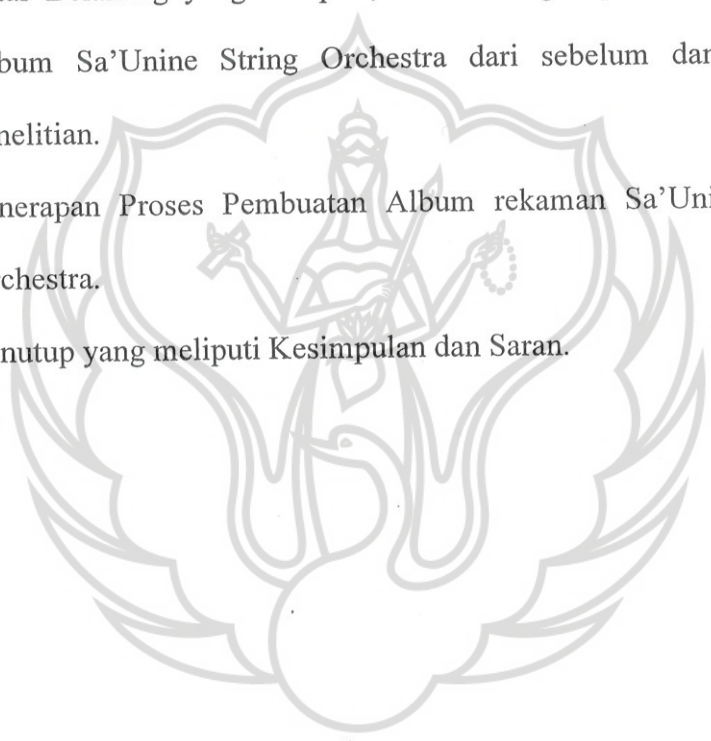 bum Sa’Unine String Orchestra dari sebelum dan
nelitian.
nerapan Proses Pembuatan Album rekaman Sa’Uni
chestra.
nutup yang meliputi Kesimpulan dan Saran.